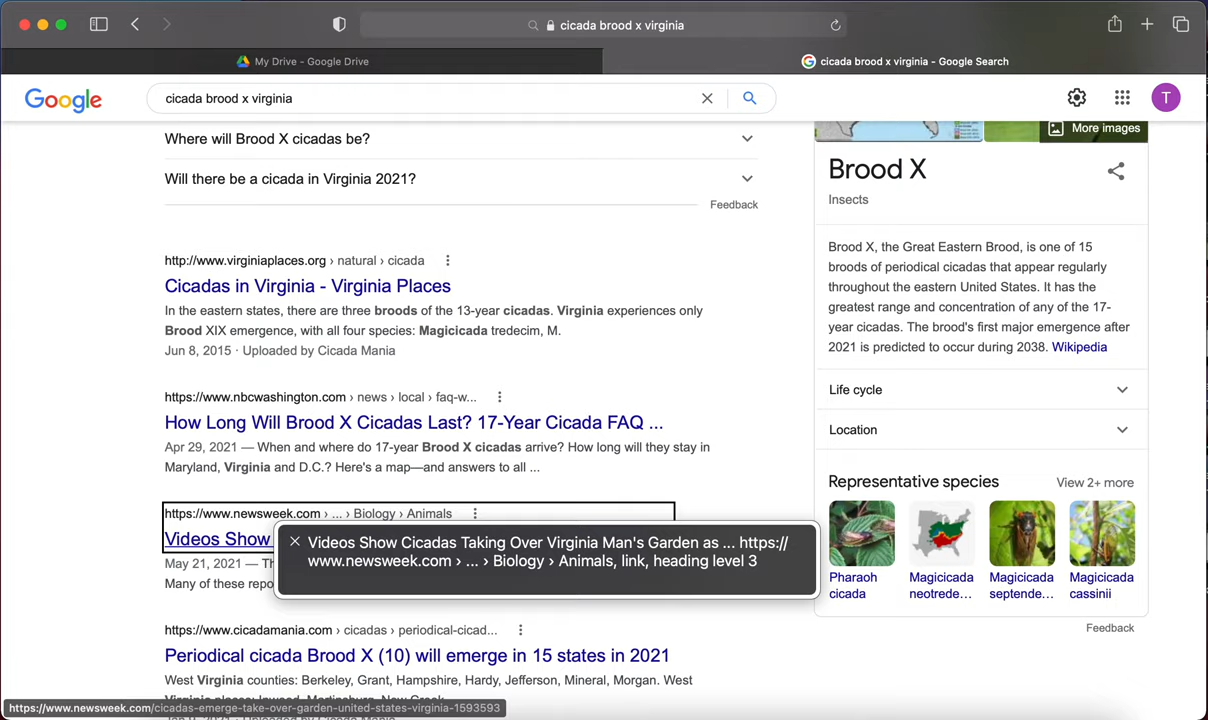 cicada brood x virginia
My Drive - Google Drive
cicada brood x virginia - Google Search
Google
cicada brood x virginia
T
Where will Brood X cicadas be?
Will there be a cicada in Virginia 2021?
Feedback
http://www.virginiaplaces.org › natural › cicada
Cicadas in Virginia - Virginia Places
In the eastern states, there are three broods of the 13-year cicadas. Virginia experiences only
Brood XIX emergence, with all four species: Magicicada tredecim, M.
Jun 8, 2015 · Uploaded by Cicada Mania
https://www.nbcwashington.com › news › local › faq-w...
How Long Will Brood X Cicadas Last? 17-Year Cicada FAQ ...
Apr 29, 2021 — When and where do 17-year Brood X cicadas arrive? How long will they stay in
Maryland, Virginia and D.C.? Here's a map—and answers to all ...
https://www.newsweek.com › ... › Biology › Animals
Videos Show
May 21, 2021 — Th
Many of these repo
Videos Show Cicadas Taking Over Virginia Man's Garden as ... https://
www.newsweek.com › ... › Biology › Animals, link, heading level 3
https://www.cicadamania.com › cicadas › periodical-cicad...
Periodical cicada Brood X (10) will emerge in 15 states in 2021
West Virginia counties: Berkeley, Grant, Hampshire, Hardy, Jefferson, Mineral, Morgan. West
https://www.newsweek.com/cicadas-emerge-take-over-garden-united-states-virginia-1593593
More images
Brood X
Insects
Brood X, the Great Eastern Brood, is one of 15
broods of periodical cicadas that appear regularly
throughout the eastern United States. It has the
greatest range and concentration of any of the 17-
year cicadas. The brood's first major emergence after
2021 is predicted to occur during 2038. Wikipedia
Life cycle
Location
Representative species
View 2+ more
Pharaoh
cicada
Magicicada
neotrede...
Magicicada
septende...
Magicicada
cassinii
Feedback